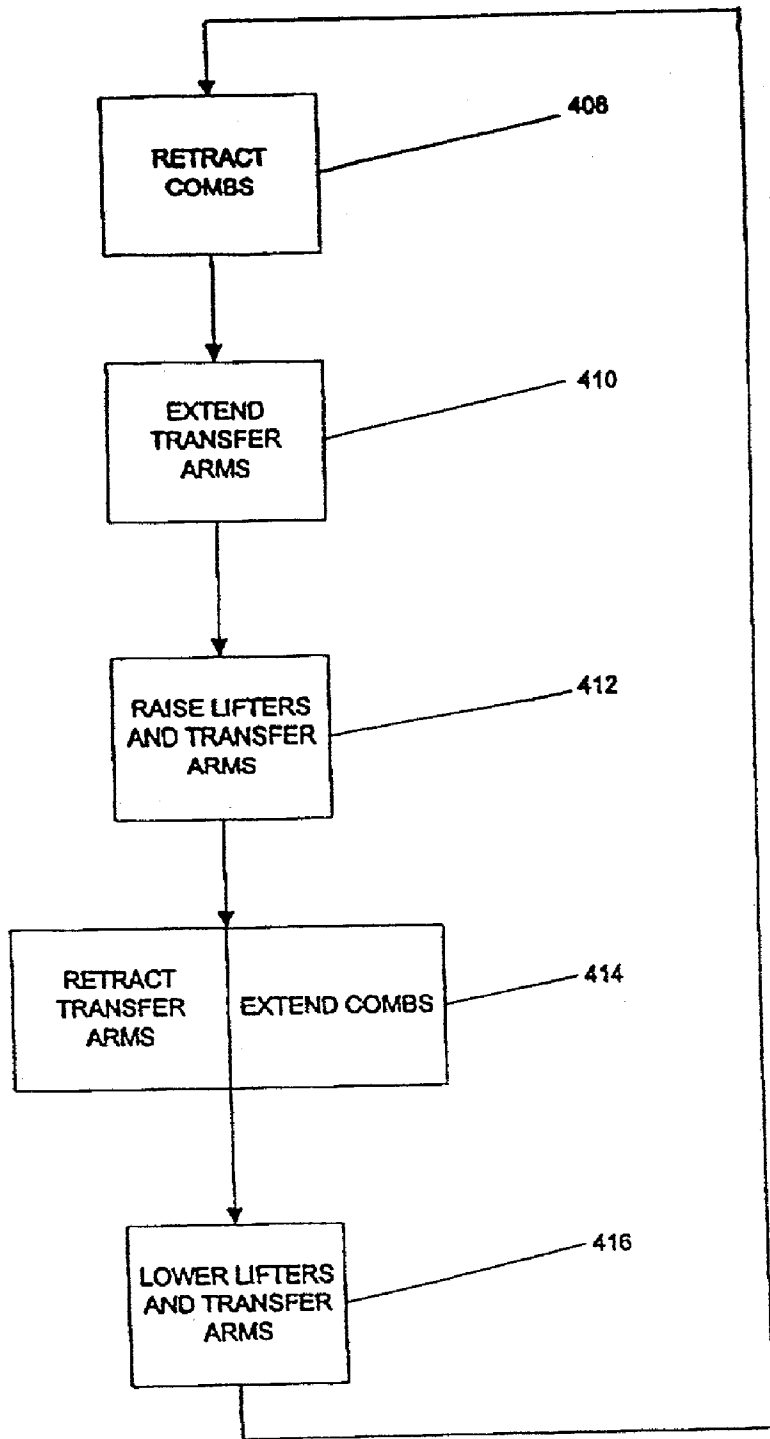 RETRACT
COMBS
408
EXTEND
TRANSFER
ARMS
410
RAISE LIFTERS
AND TRANSFER
ARMS
412
RETRACT
TRANSFER
ARMS
EXTEND COMBS
414
LOWER LIFTERS
AND TRANSFER
ARMS
416